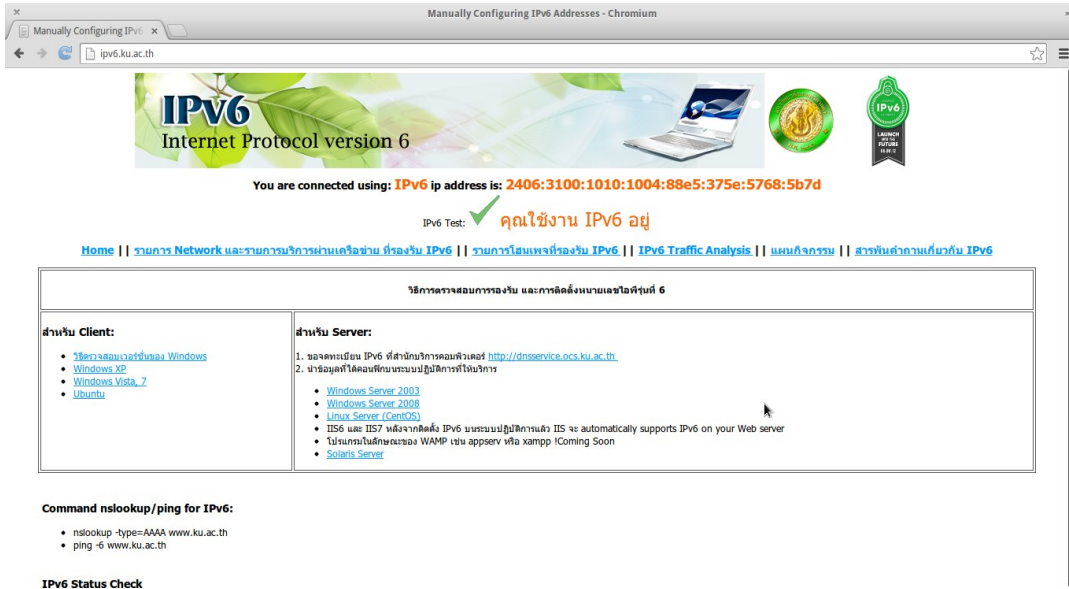 Manually Configuring IPv6 Addresses - Chromium
Manually Configuring IPv6
ipv6.ku.ac.th
IPv6
Internet Protocol version 6
IPv6
LAUNCH
FUTURE
You are connected using: IPv6 ip address is: 2406:3100:1010:1004:88e5:375e:5768:5b7d
IPv6 Test: คุณใช้งาน IPv6 อยู่
Home || รายการ Network และรายการบริการผ่านเครือข่าย ที่รองรับ IPv6 || รายการโฮมเพจที่รองรับ IPv6 || IPv6 Traffic Analysis || แผนกิจกรรม || สารพันคำถามเกี่ยวกับ IPv6
วิธีการตรวจสอบการรองรับ และการติดตั้งหมายเลขไอพีรุ่นที่ 6
สำหรับ Client:
วิธีตรวจสอบเวอร์ชั่นของ Windows
Windows XP
Windows Vista, 7
Ubuntu
สำหรับ Server:
1. ขอจดทะเบียน IPv6 ที่สำนักบริการคอมพิวเตอร์ http://dnsservice.ocs.ku.ac.th
2. นำข้อมูลที่ได้คอนฟิกบนระบบปฏิบัติการที่ให้บริการ
Windows Server 2003
Windows Server 2008
Linux Server (CentOS)
IIS6 และ IIS7 หลังจากติดตั้ง IPv6 บนระบบปฏิบัติการแล้ว IIS จะ automatically supports IPv6 on your Web server
โปรแกรมในลักษณะของ WAMP เช่น appserv หรือ xampp !Coming Soon
Solaris Server
Command nslookup/ping for IPv6:
nslookup -type=AAAA www.ku.ac.th
ping -6 www.ku.ac.th
IPv6 Status Check